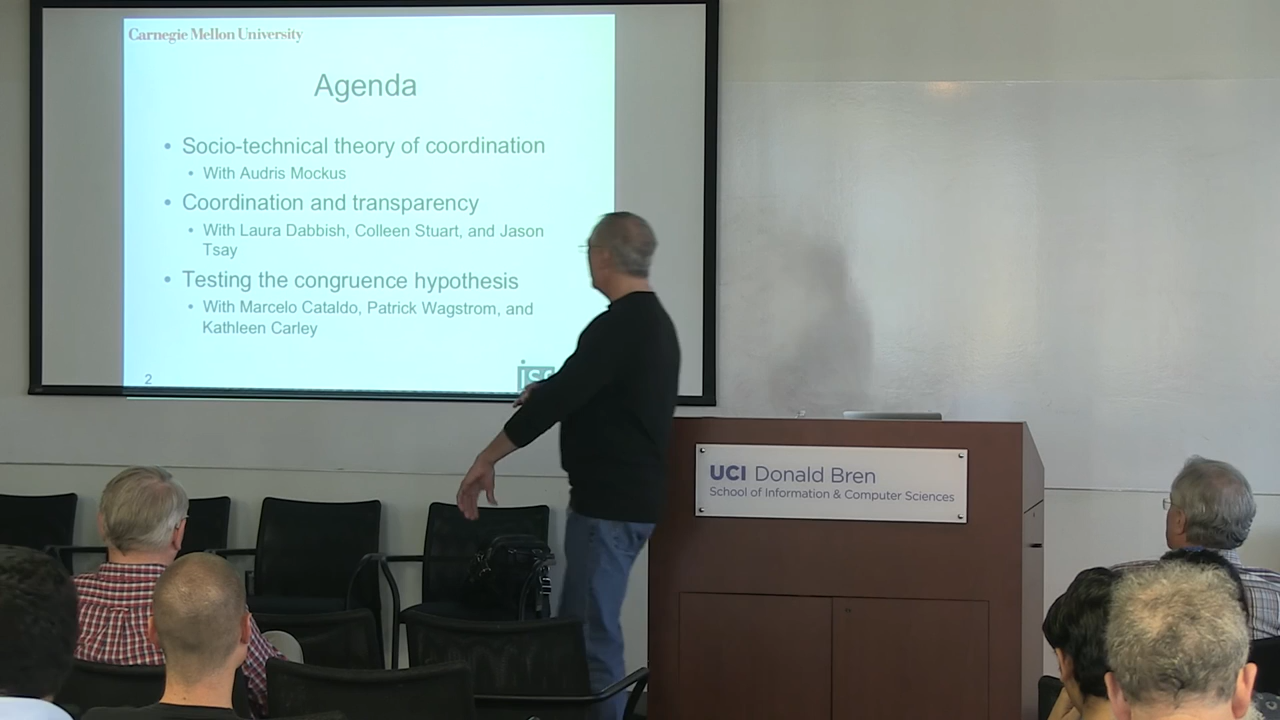 Carnegie Mellon University
Agenda
• Socio-technical theory of coordination
• With Audris Mockus
• Coordination and transparency
• With Laura Dabbish, Colleen Stuart, and Jason
Tsay
• Testing the congruence hypothesis
• With Marcelo Cataldo, Patrick Wagstrom, and
Kathleen Carley
2
UCI Donald Bren
School of Information & Computer Sciences